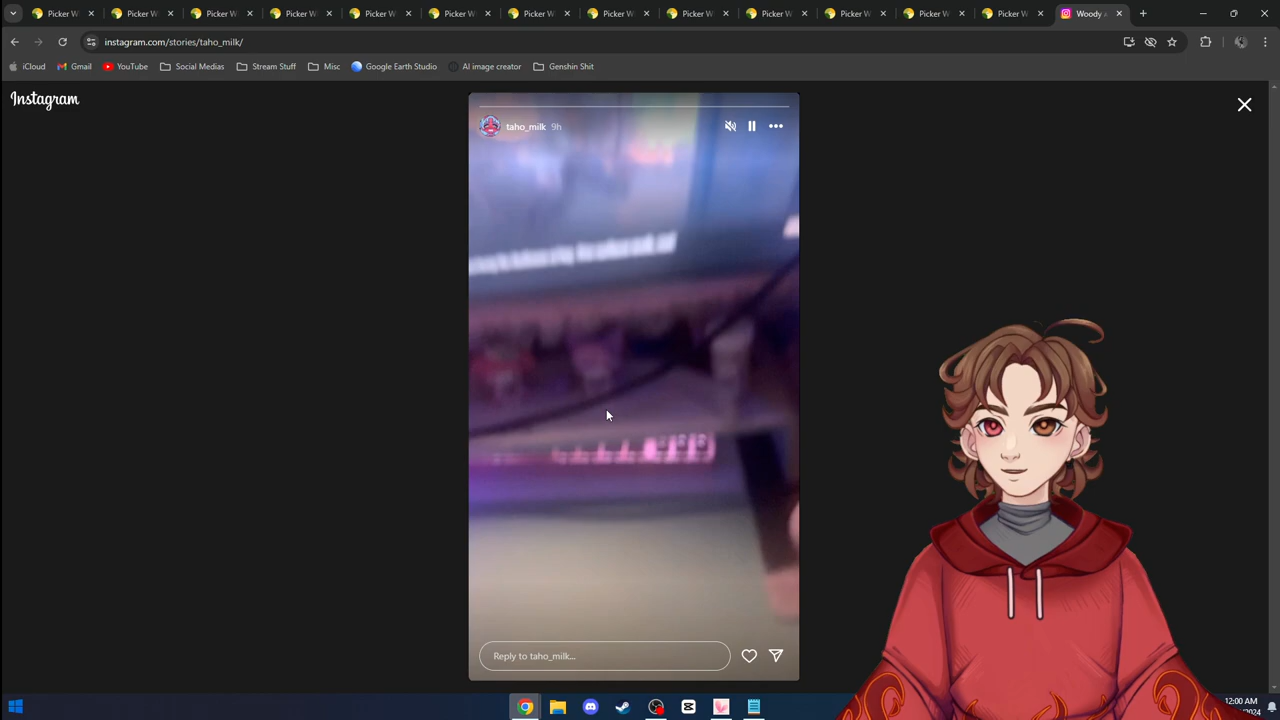 Picker W Picker W Picker W Picker W Picker W Picker W Picker W Picker W Picker W Picker W Picker W Picker W Picker W Woody
instagram.com/stories/taho_milk/
iCloud Gmail YouTube Social Medias Stream Stuff Misc Google Earth Studio AI image creator Genshin Shit
Instagram
taho_milk 9h
Reply to taho_milk...
12:00 AM